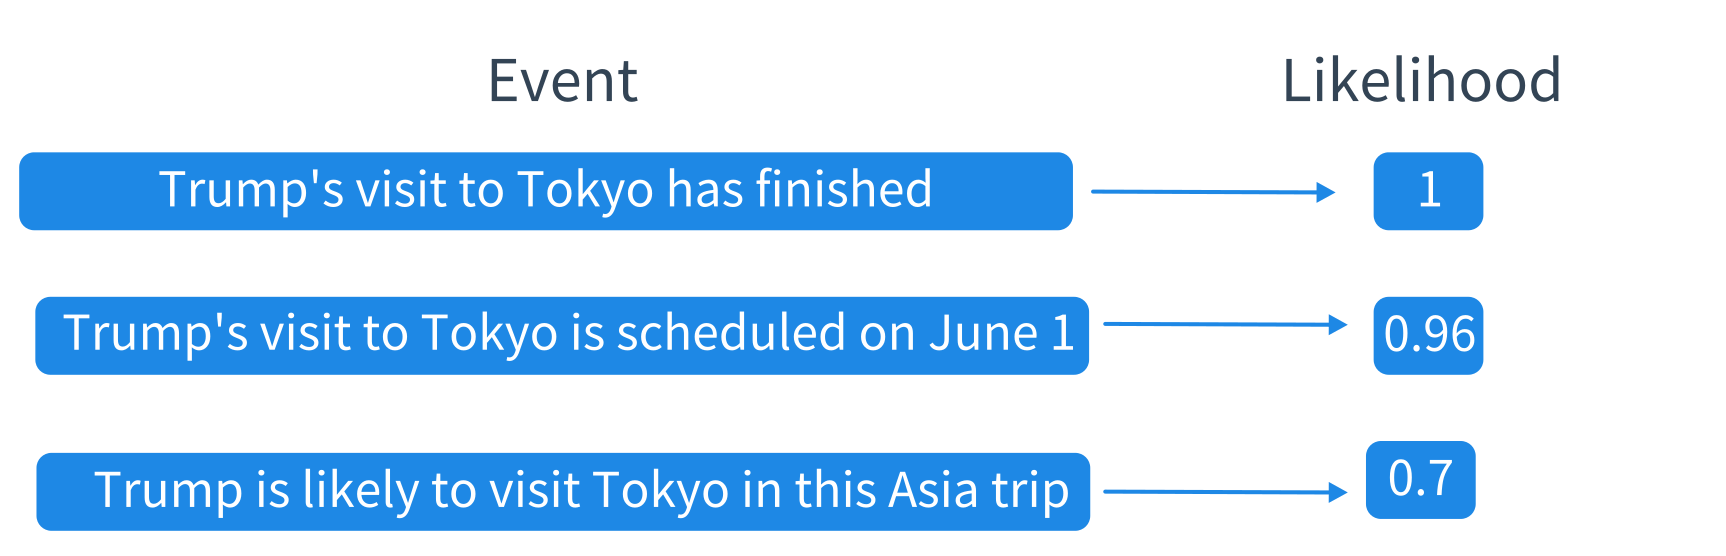 Event Likelihood
Trump's visit to Tokyo has finished 1
Trump's visit to Tokyo is scheduled on June 1 0.96
Trump is likely to visit Tokyo in this Asia trip 0.7